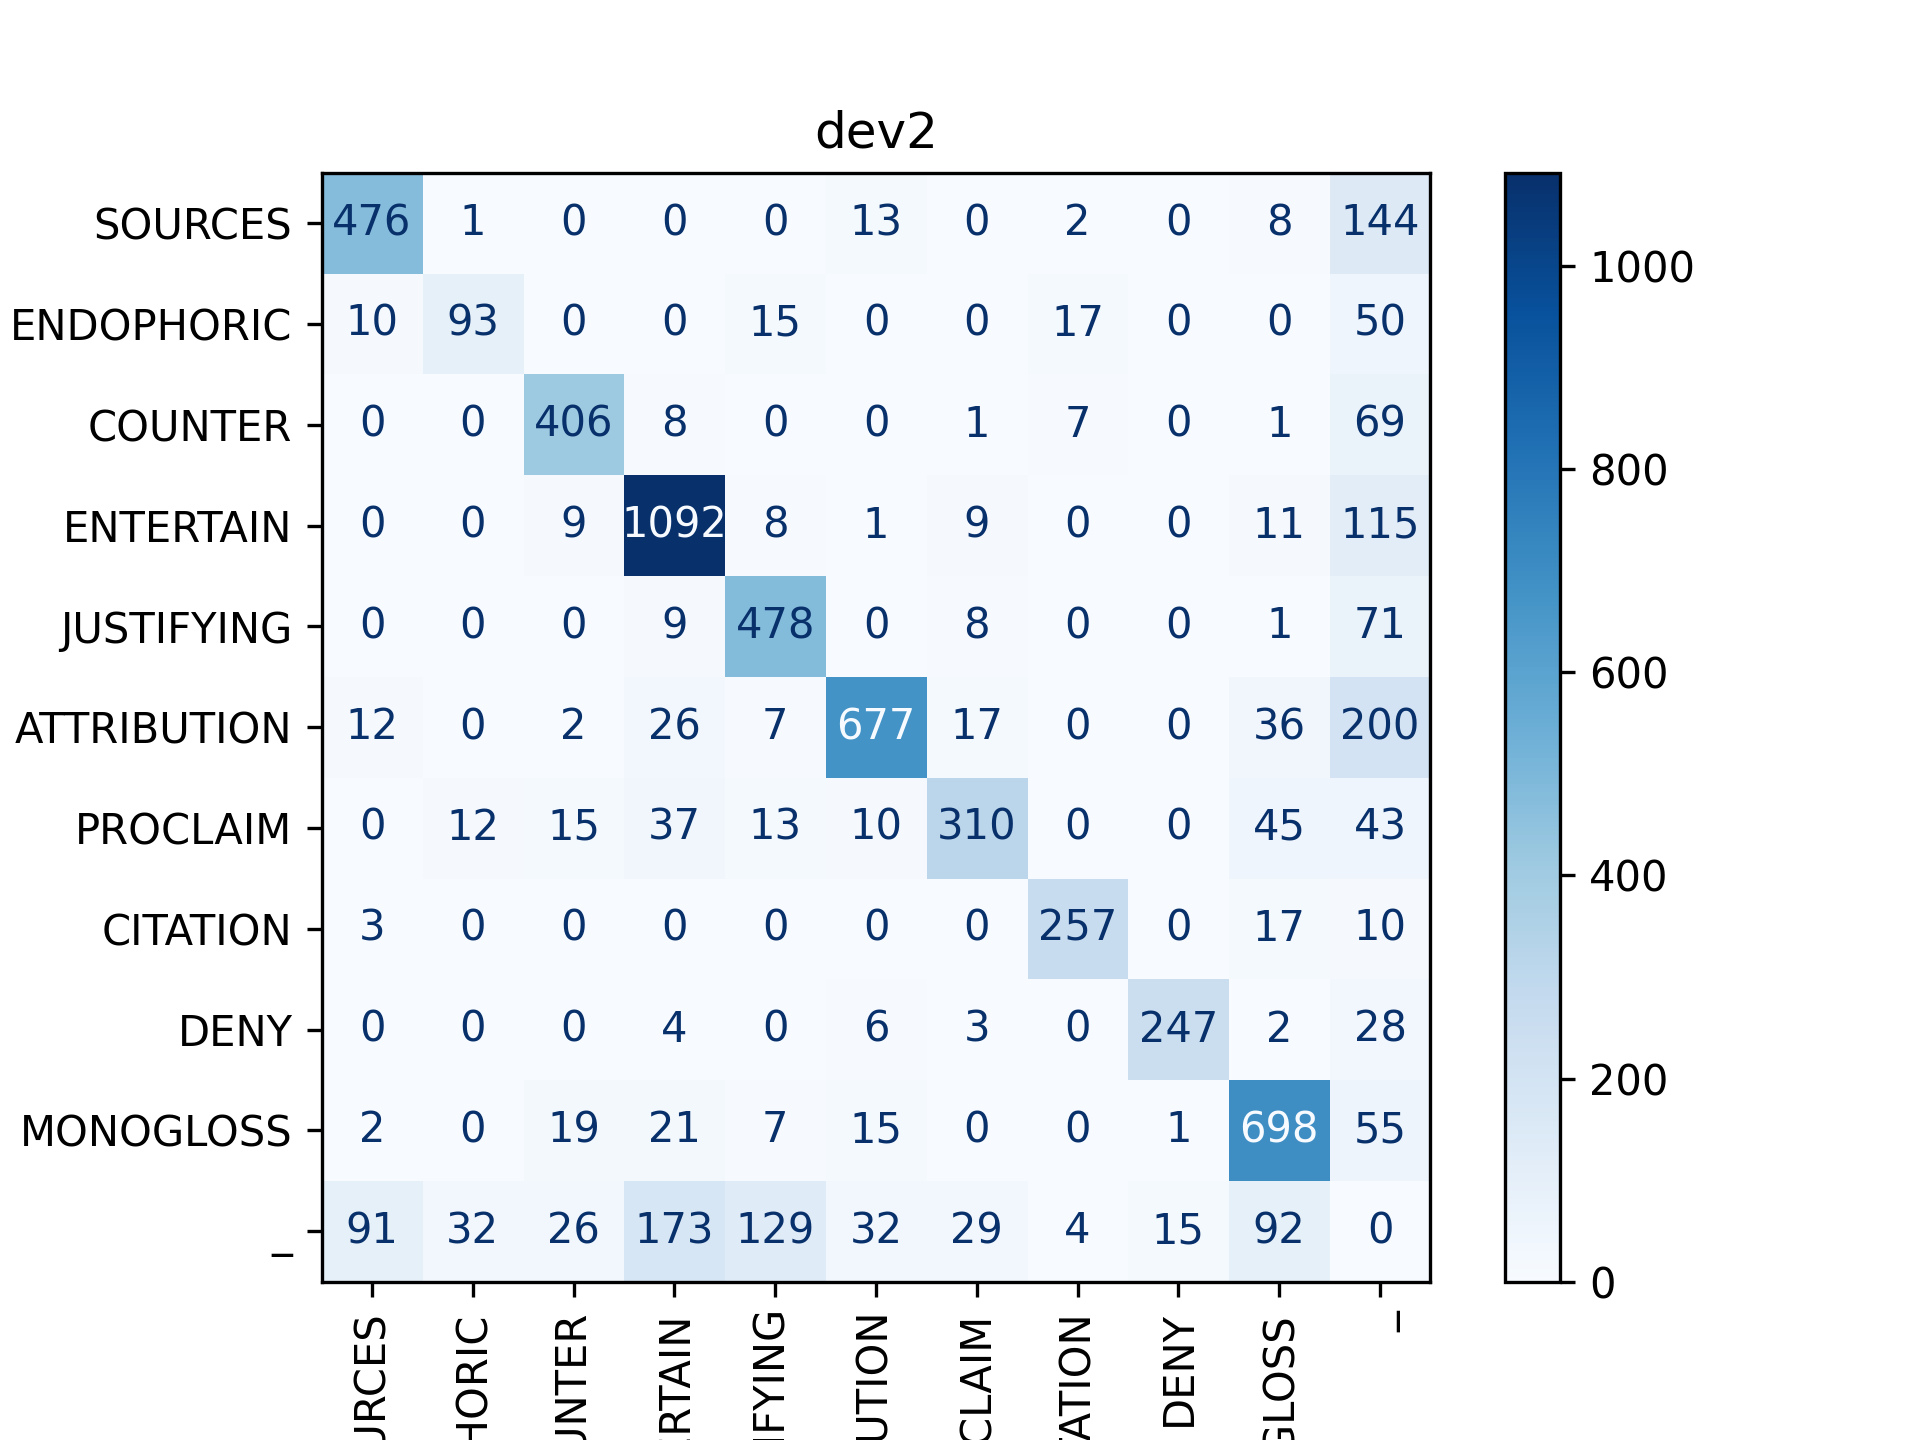 dev2
SOURCES 476 1 0 0 0 13 0 2 0 8 144
ENDOPHORIC 10 93 0 0 15 0 0 17 0 0 50
COUNTER 0 0 406 8 0 0 1 7 0 1 69
ENTERTAIN 0 0 9 1092 8 1 9 0 0 11 115
JUSTIFYING 0 0 0 9 478 0 8 0 0 1 71
ATTRIBUTION 12 0 2 26 7 677 17 0 0 36 200
PROCLAIM 0 12 15 37 13 10 310 0 0 45 43
CITATION 3 0 0 0 0 0 0 257 0 17 10
DENY 0 0 0 4 0 6 3 0 247 2 28
MONOGLOSS 2 0 19 21 7 15 0 0 1 698 55
_ 91 32 26 173 129 32 29 4 15 92 0
URCES
HORIC
UNTER
RTAIN
IFYING
UTION
CLAIM
TATION
DENY
GLOSS
_
1000
800
600
400
200
0